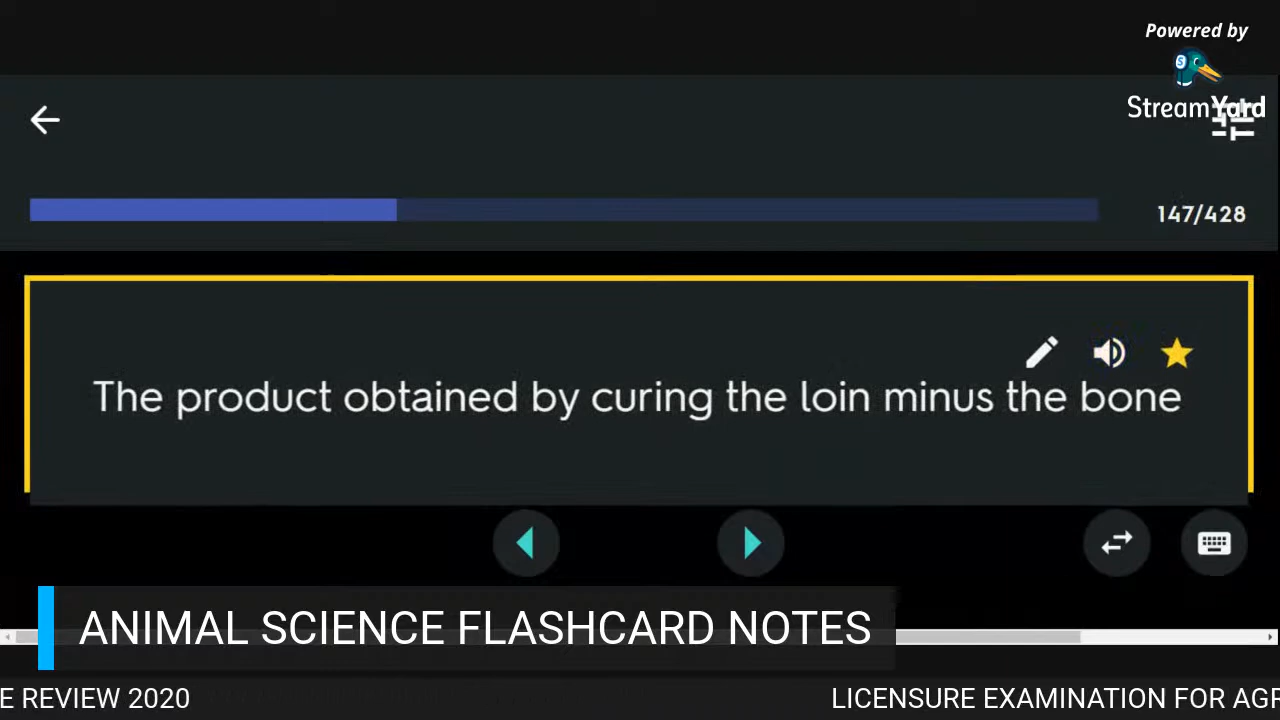 Powered by
StreamYard
147/428
The product obtained by curing the loin minus the bone
ANIMAL SCIENCE FLASHCARD NOTES
E REVIEW 2020
LICENSURE EXAMINATION FOR AGR